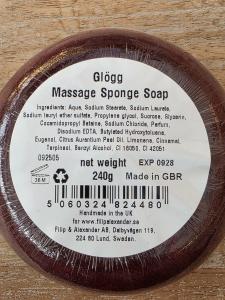 Glögg
Massage Sponge Soap
Ingredients: Aqua, Sodium Stearate, Sodium Laurate,
Sodium lauryl ether sulfate, Propylene glycol, Sucrose, Glycerin,
Cocamidopropyl Betaine, Sodium Chloride, Parfum,
Disodium EDTA, Butylated Hydroxytoluene,
Eugenol, Citrus Aurantium Peel Oil, Limonene, Cinnamal,
Terpineol, Benzyl Alcohol, CI 16050, CI 42051
092505 net weight EXP 0928
36 M 240g Made in GBR
5 060324 824480
Handmade in the UK
for www.filipalexander.se
Filip & Alexander AB, Dalbyvägen 119,
224 60 Lund, Sweden.